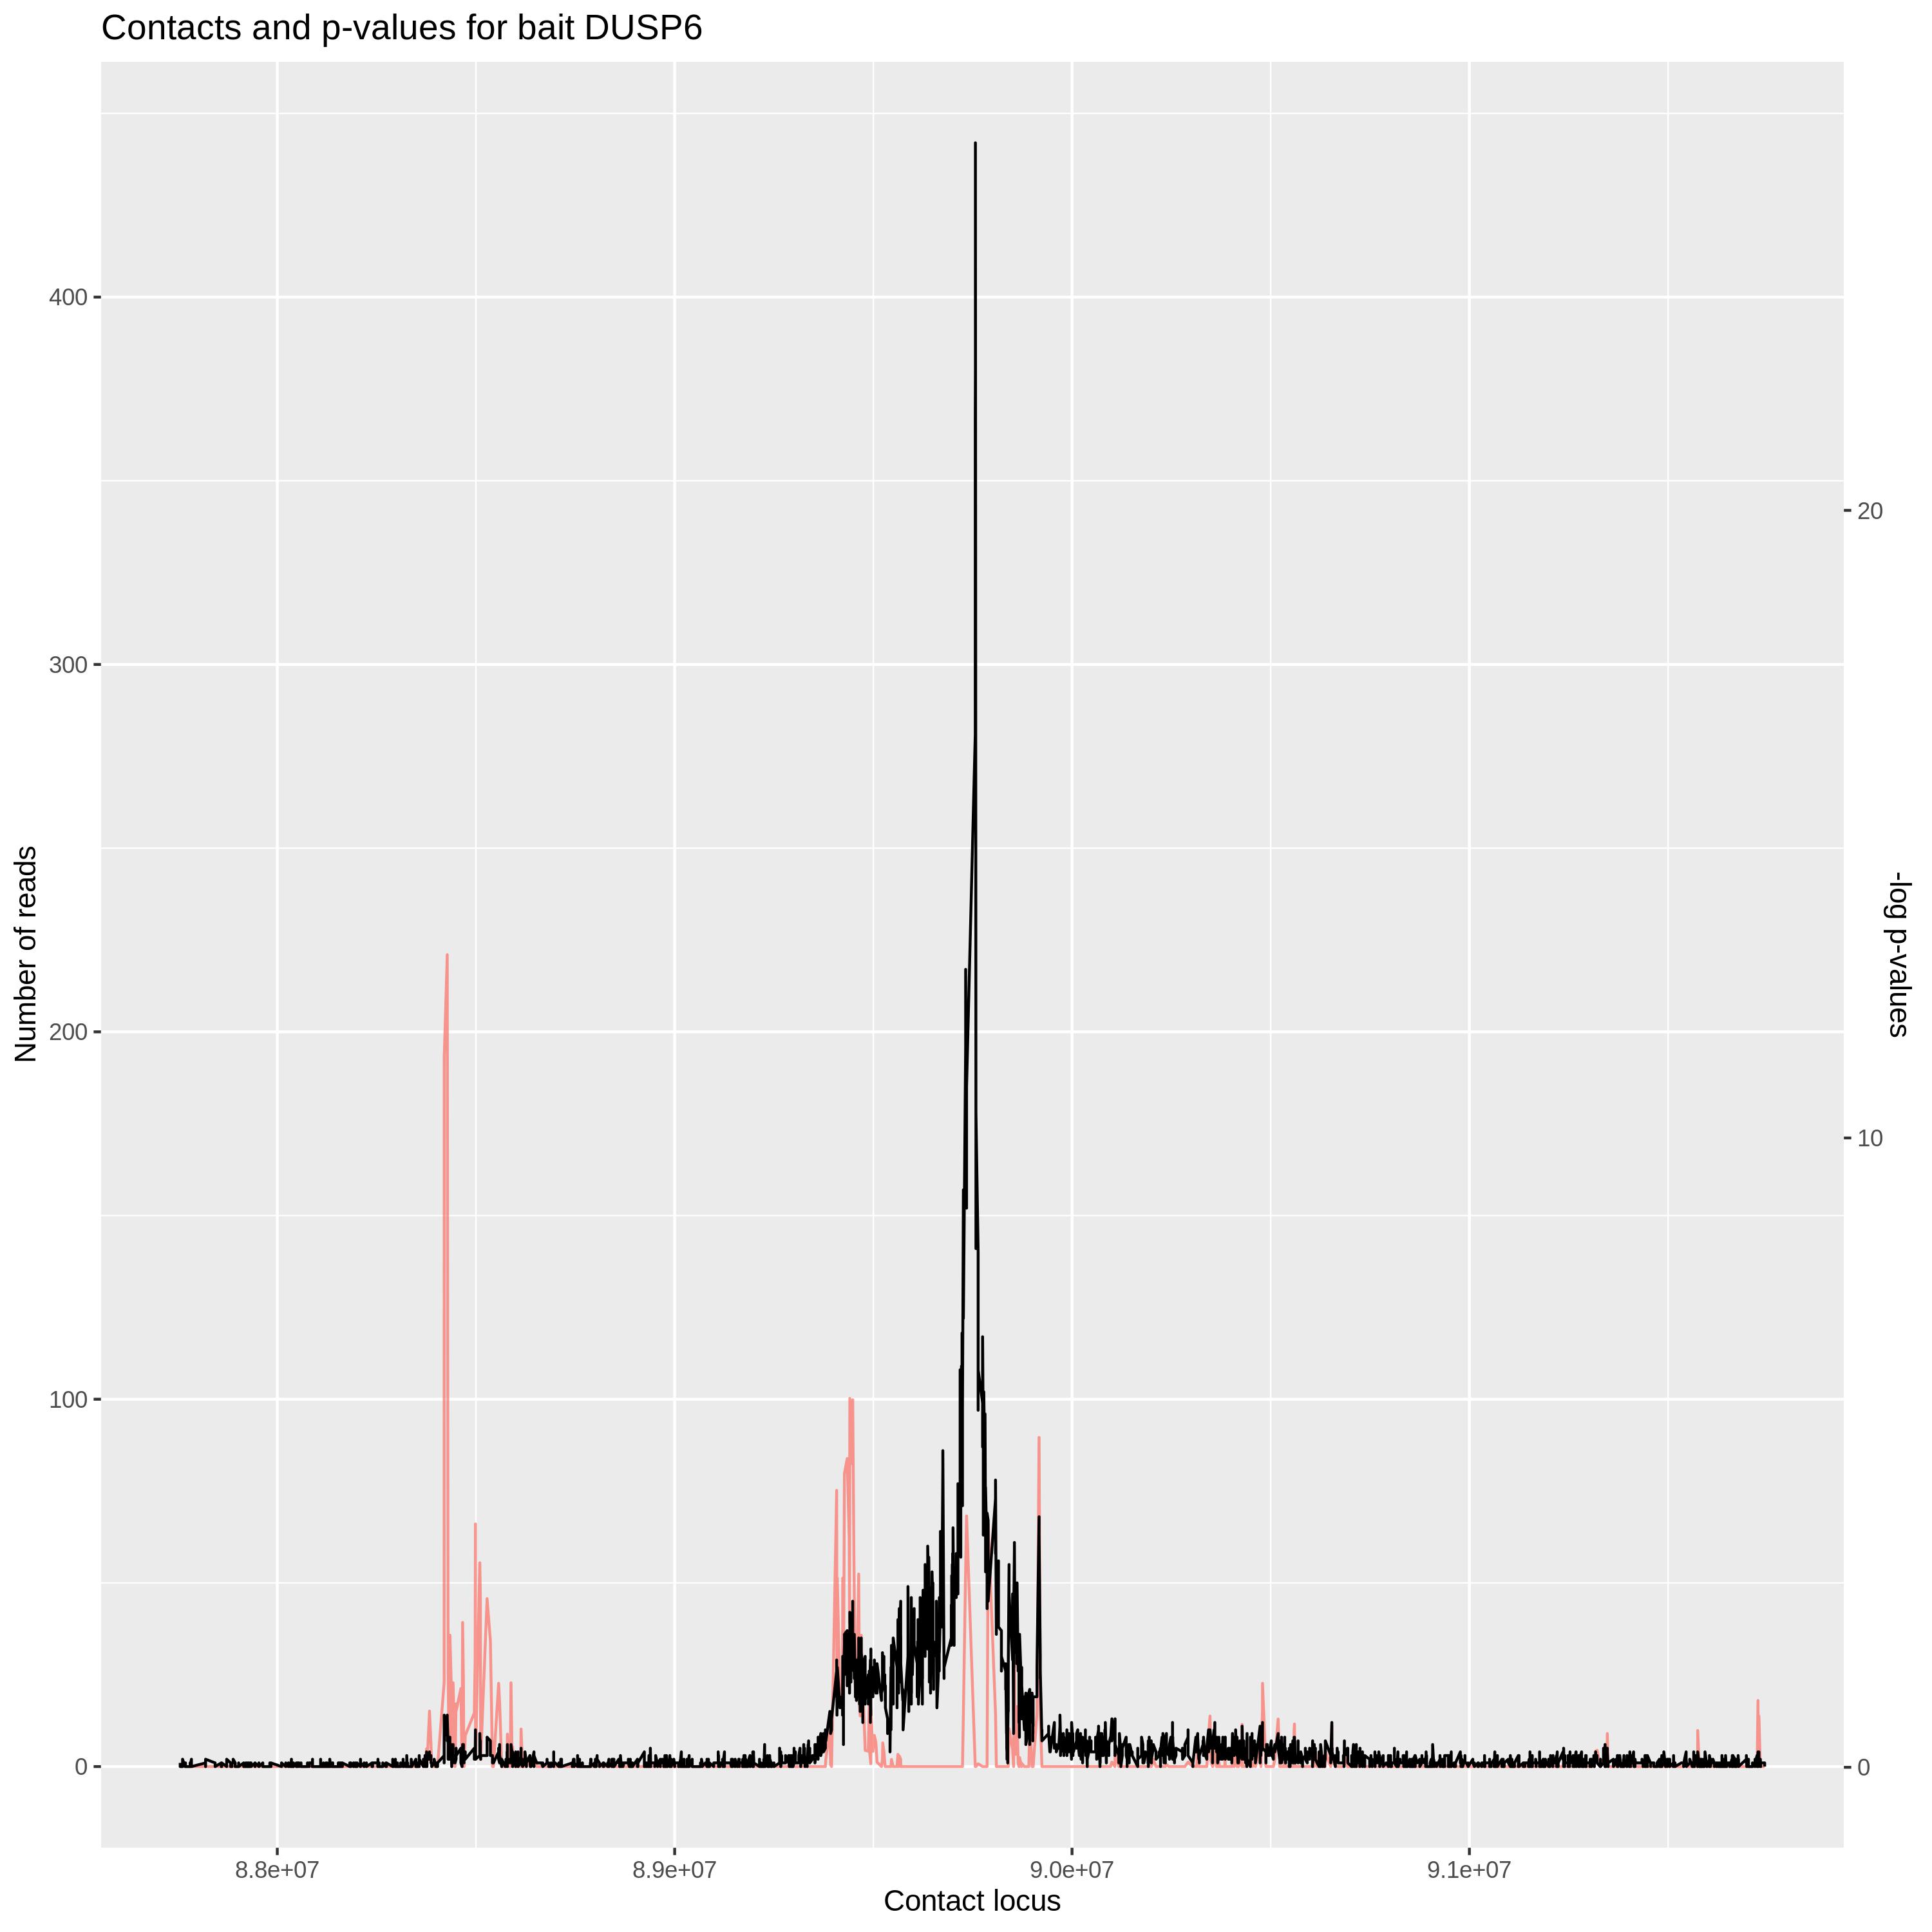 Contacts and p-values for bait DUSP6
Number of reads
400
300
200
100
0
20
10
0
-log p-values
8.8e+07
8.9e+07
9.0e+07
9.1e+07
Contact locus